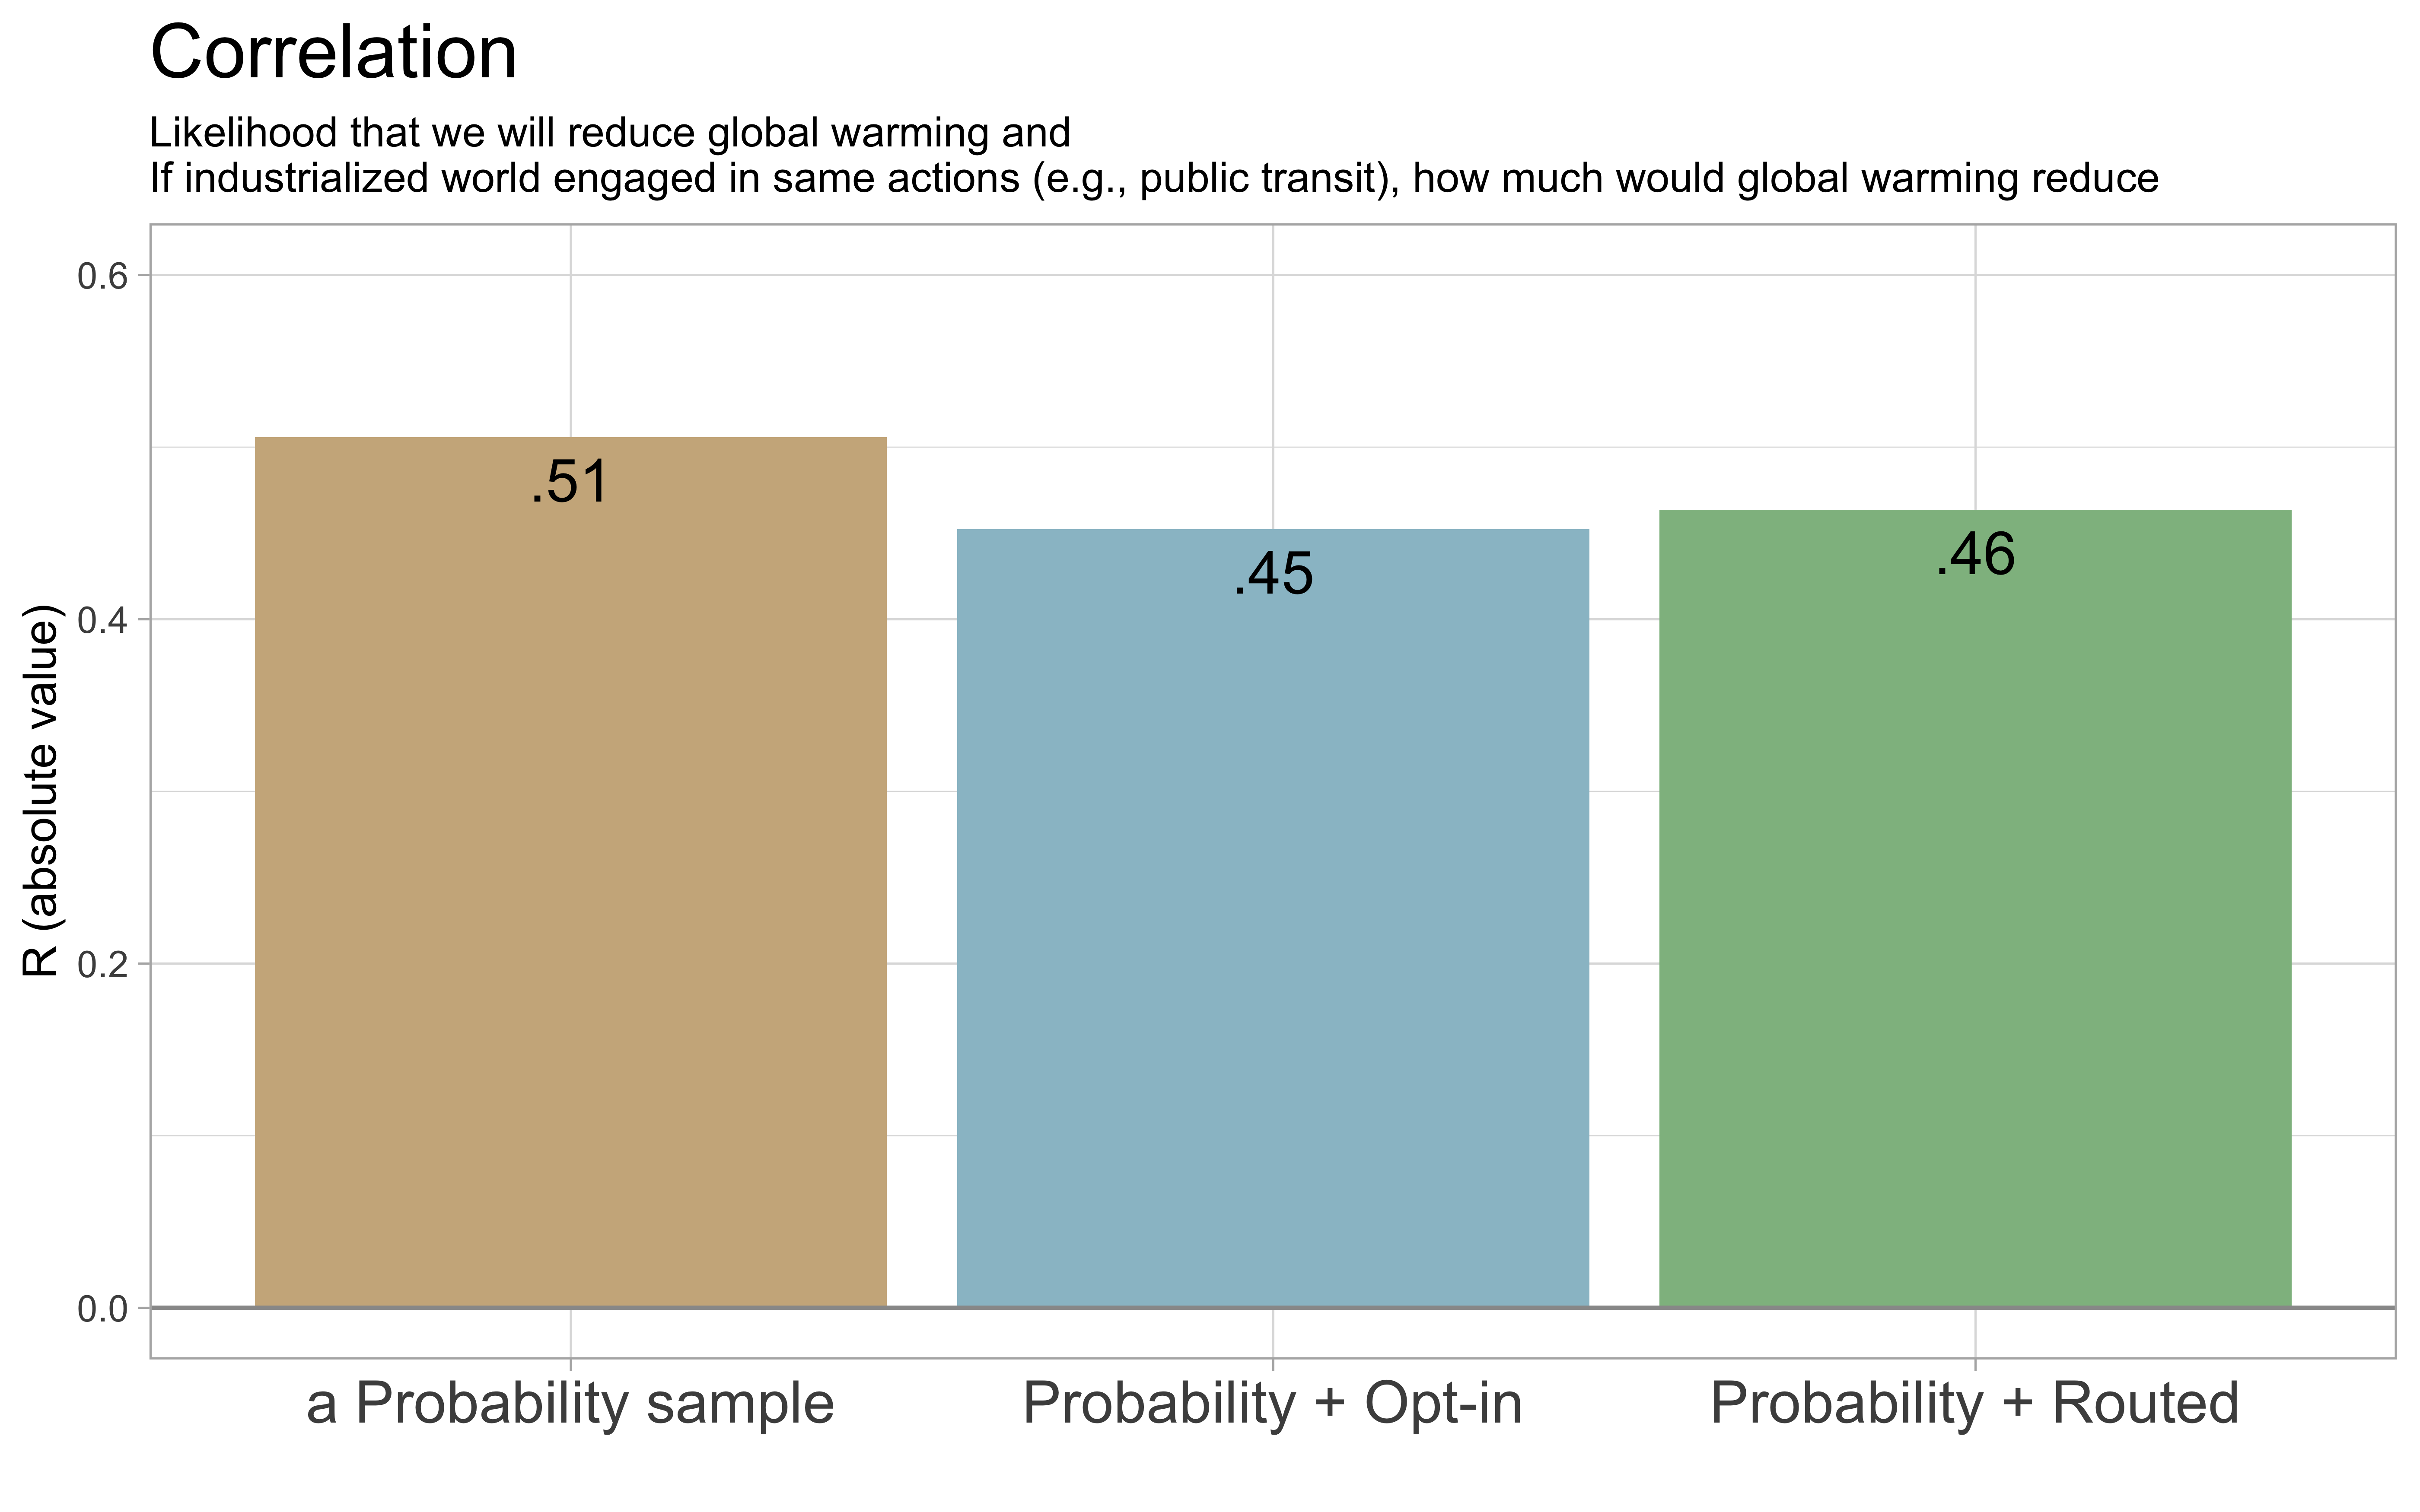 Correlation
Likelihood that we will reduce global warming and
If industrialized world engaged in same actions (e.g., public transit), how much would global warming reduce
R (absolute value)
0.6
0.4
0.2
0.0
.51
.45
.46
a Probability sample
Probability + Opt-in
Probability + Routed